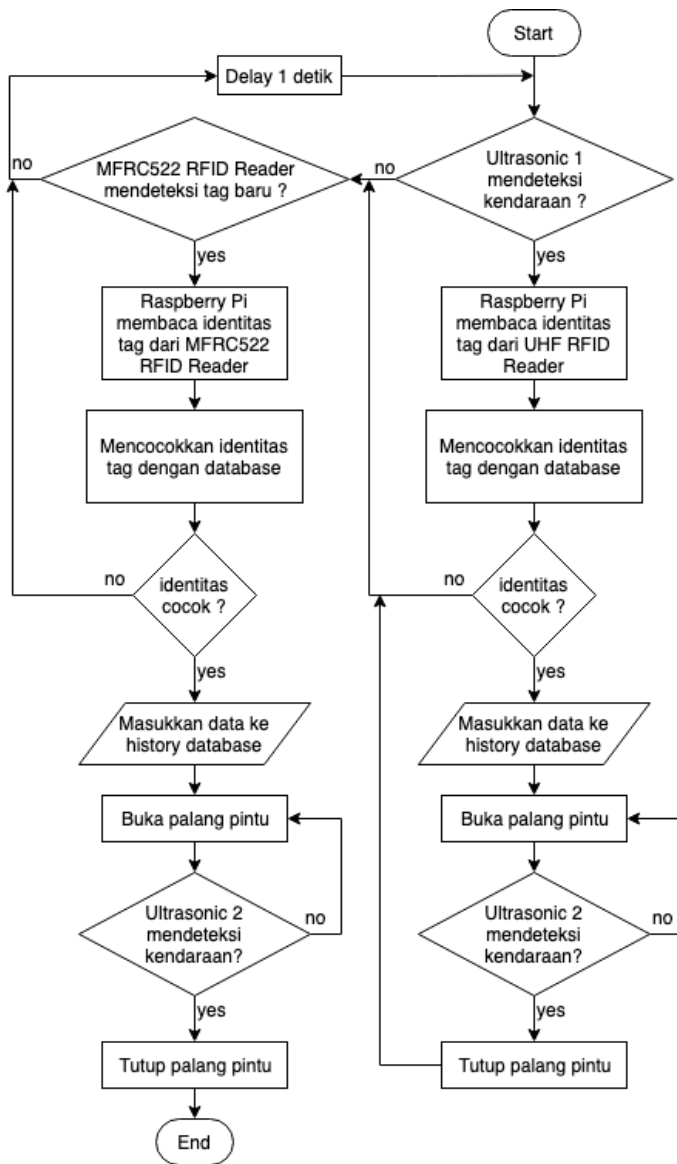 Start
Delay 1 detik
no
MFRC522 RFID Reader
mendeteksi tag baru ?
no
Ultrasonic 1
mendeteksi
kendaraan ?
yes
yes
Raspberry Pi
membaca identitas
tag dari MFRC522
RFID Reader
Raspberry Pi
membaca identitas
tag dari UHF RFID
Reader
Mencocokkan identitas
tag dengan database
Mencocokkan identitas
tag dengan database
no
identitas
cocok ?
no
identitas
cocok ?
yes
yes
Masukkan data ke
history database
Masukkan data ke
history database
Buka palang pintu
Buka palang pintu
Ultrasonic 2
mendeteksi
kendaraan?
no
Ultrasonic 2
mendeteksi
kendaraan?
no
yes
yes
Tutup palang pintu
Tutup palang pintu
End